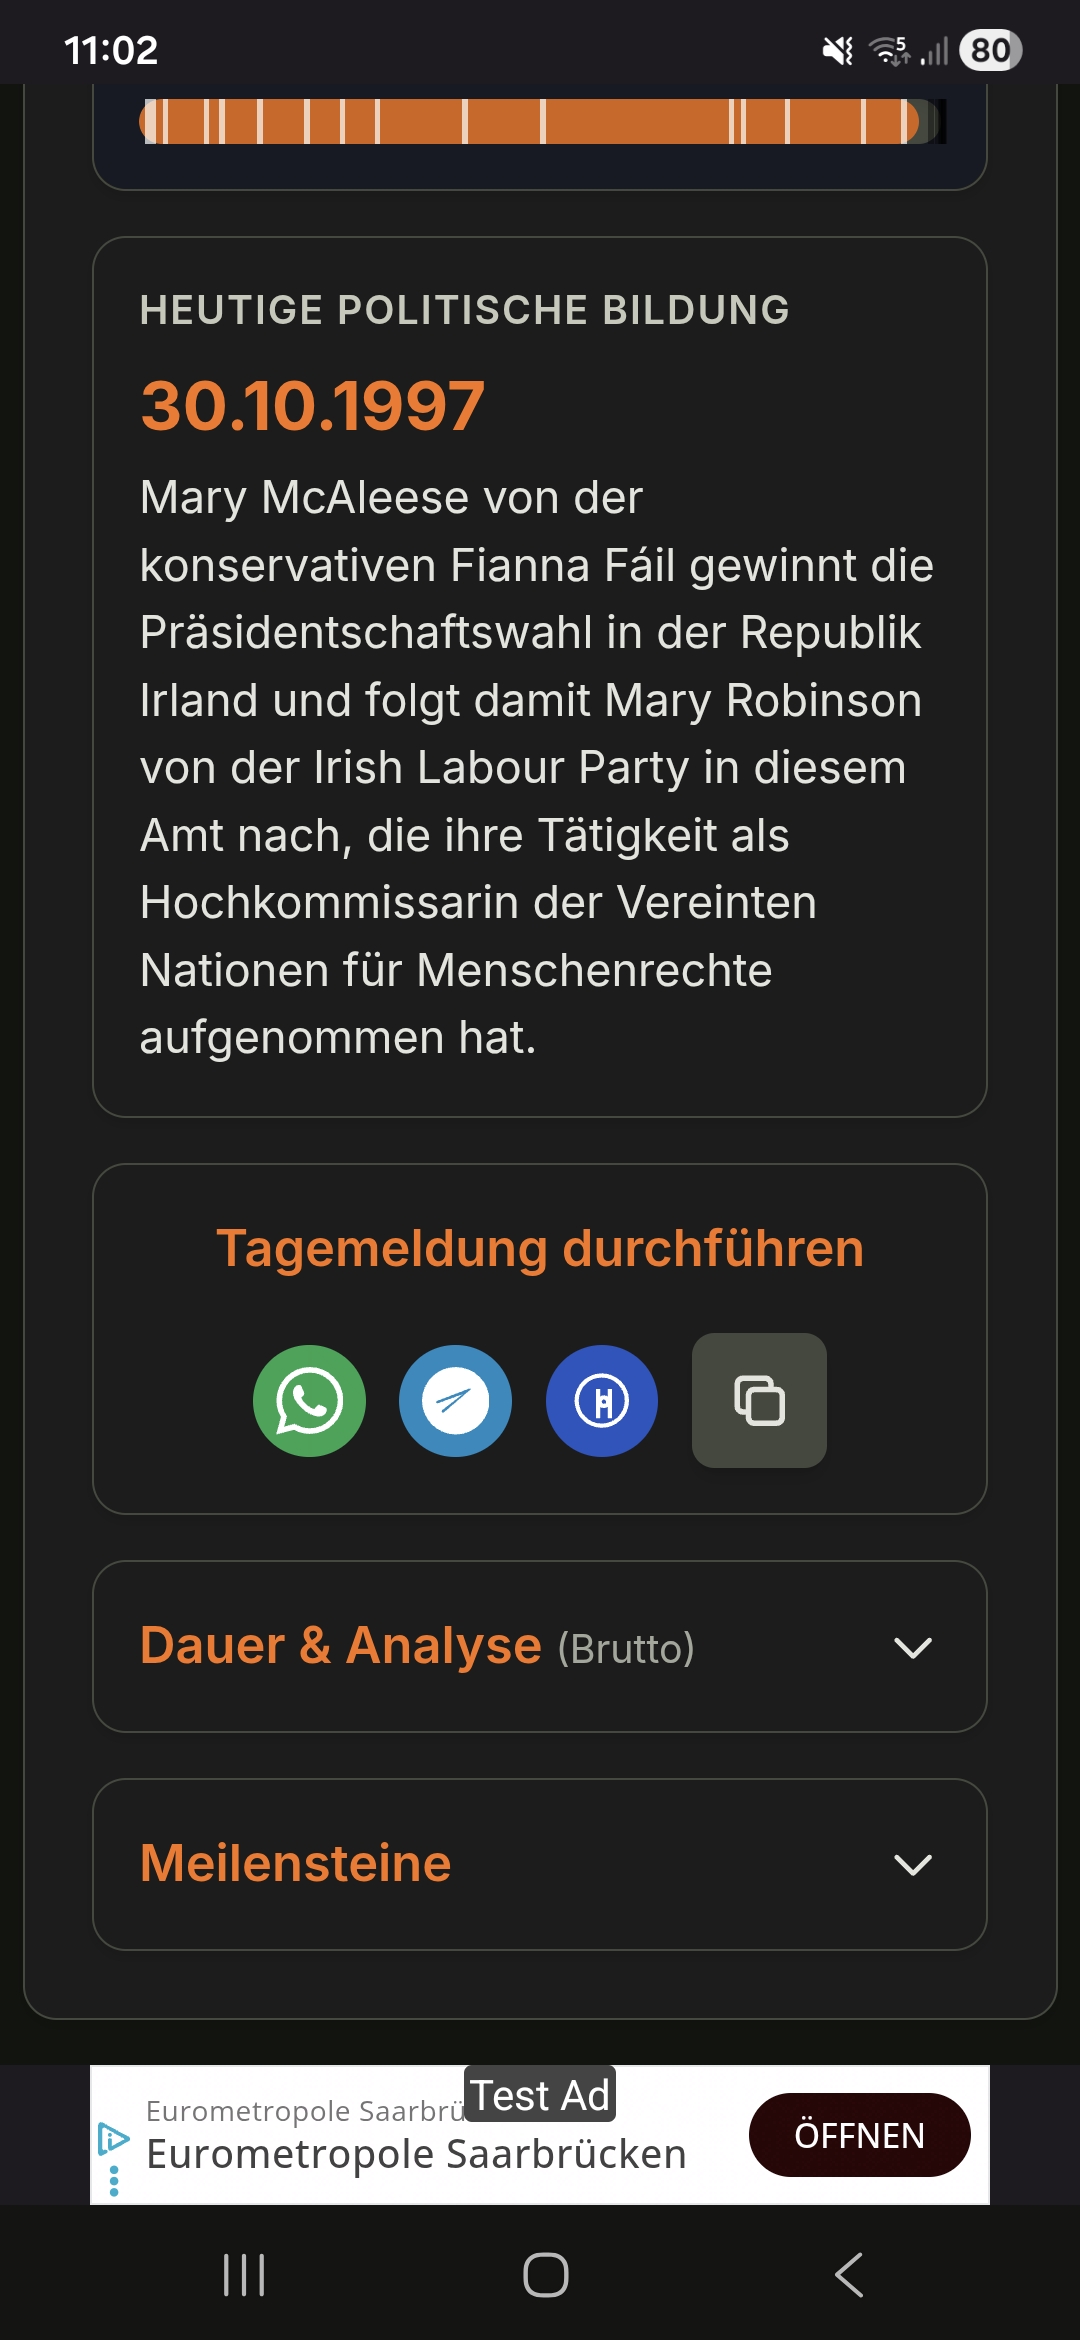 11:02
5
80
HEUTIGE POLITISCHE BILDUNG
30.10.1997
Mary McAleese von der
konservativen Fianna Fáil gewinnt die
Präsidentschaftswahl in der Republik
Irland und folgt damit Mary Robinson
von der Irish Labour Party in diesem
Amt nach, die ihre Tätigkeit als
Hochkommissarin der Vereinten
Nationen für Menschenrechte
aufgenommen hat.
Tagemeldung durchführen
Dauer & Analyse (Brutto)
Meilensteine
Test Ad
Eurometropole Saarbrü
Eurometropole Saarbrücken
ÖFFNEN